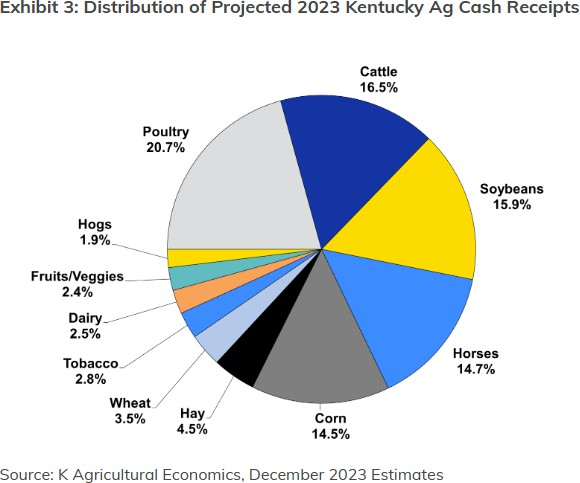 Exhibit 3: Distribution of Projected 2023 Kentucky Ag Cash Receipts
Cattle
16.5%
Poultry
20.7%
Soybeans
15.9%
Hogs
1.9%
Fruits/Veggies
2.4%
Dairy
2.5%
Horses
14.7%
Tobacco
2.8%
Wheat
3.5%
Hay
4.5%
Corn
14.5%
Source: K Agricultural Economics, December 2023 Estimates